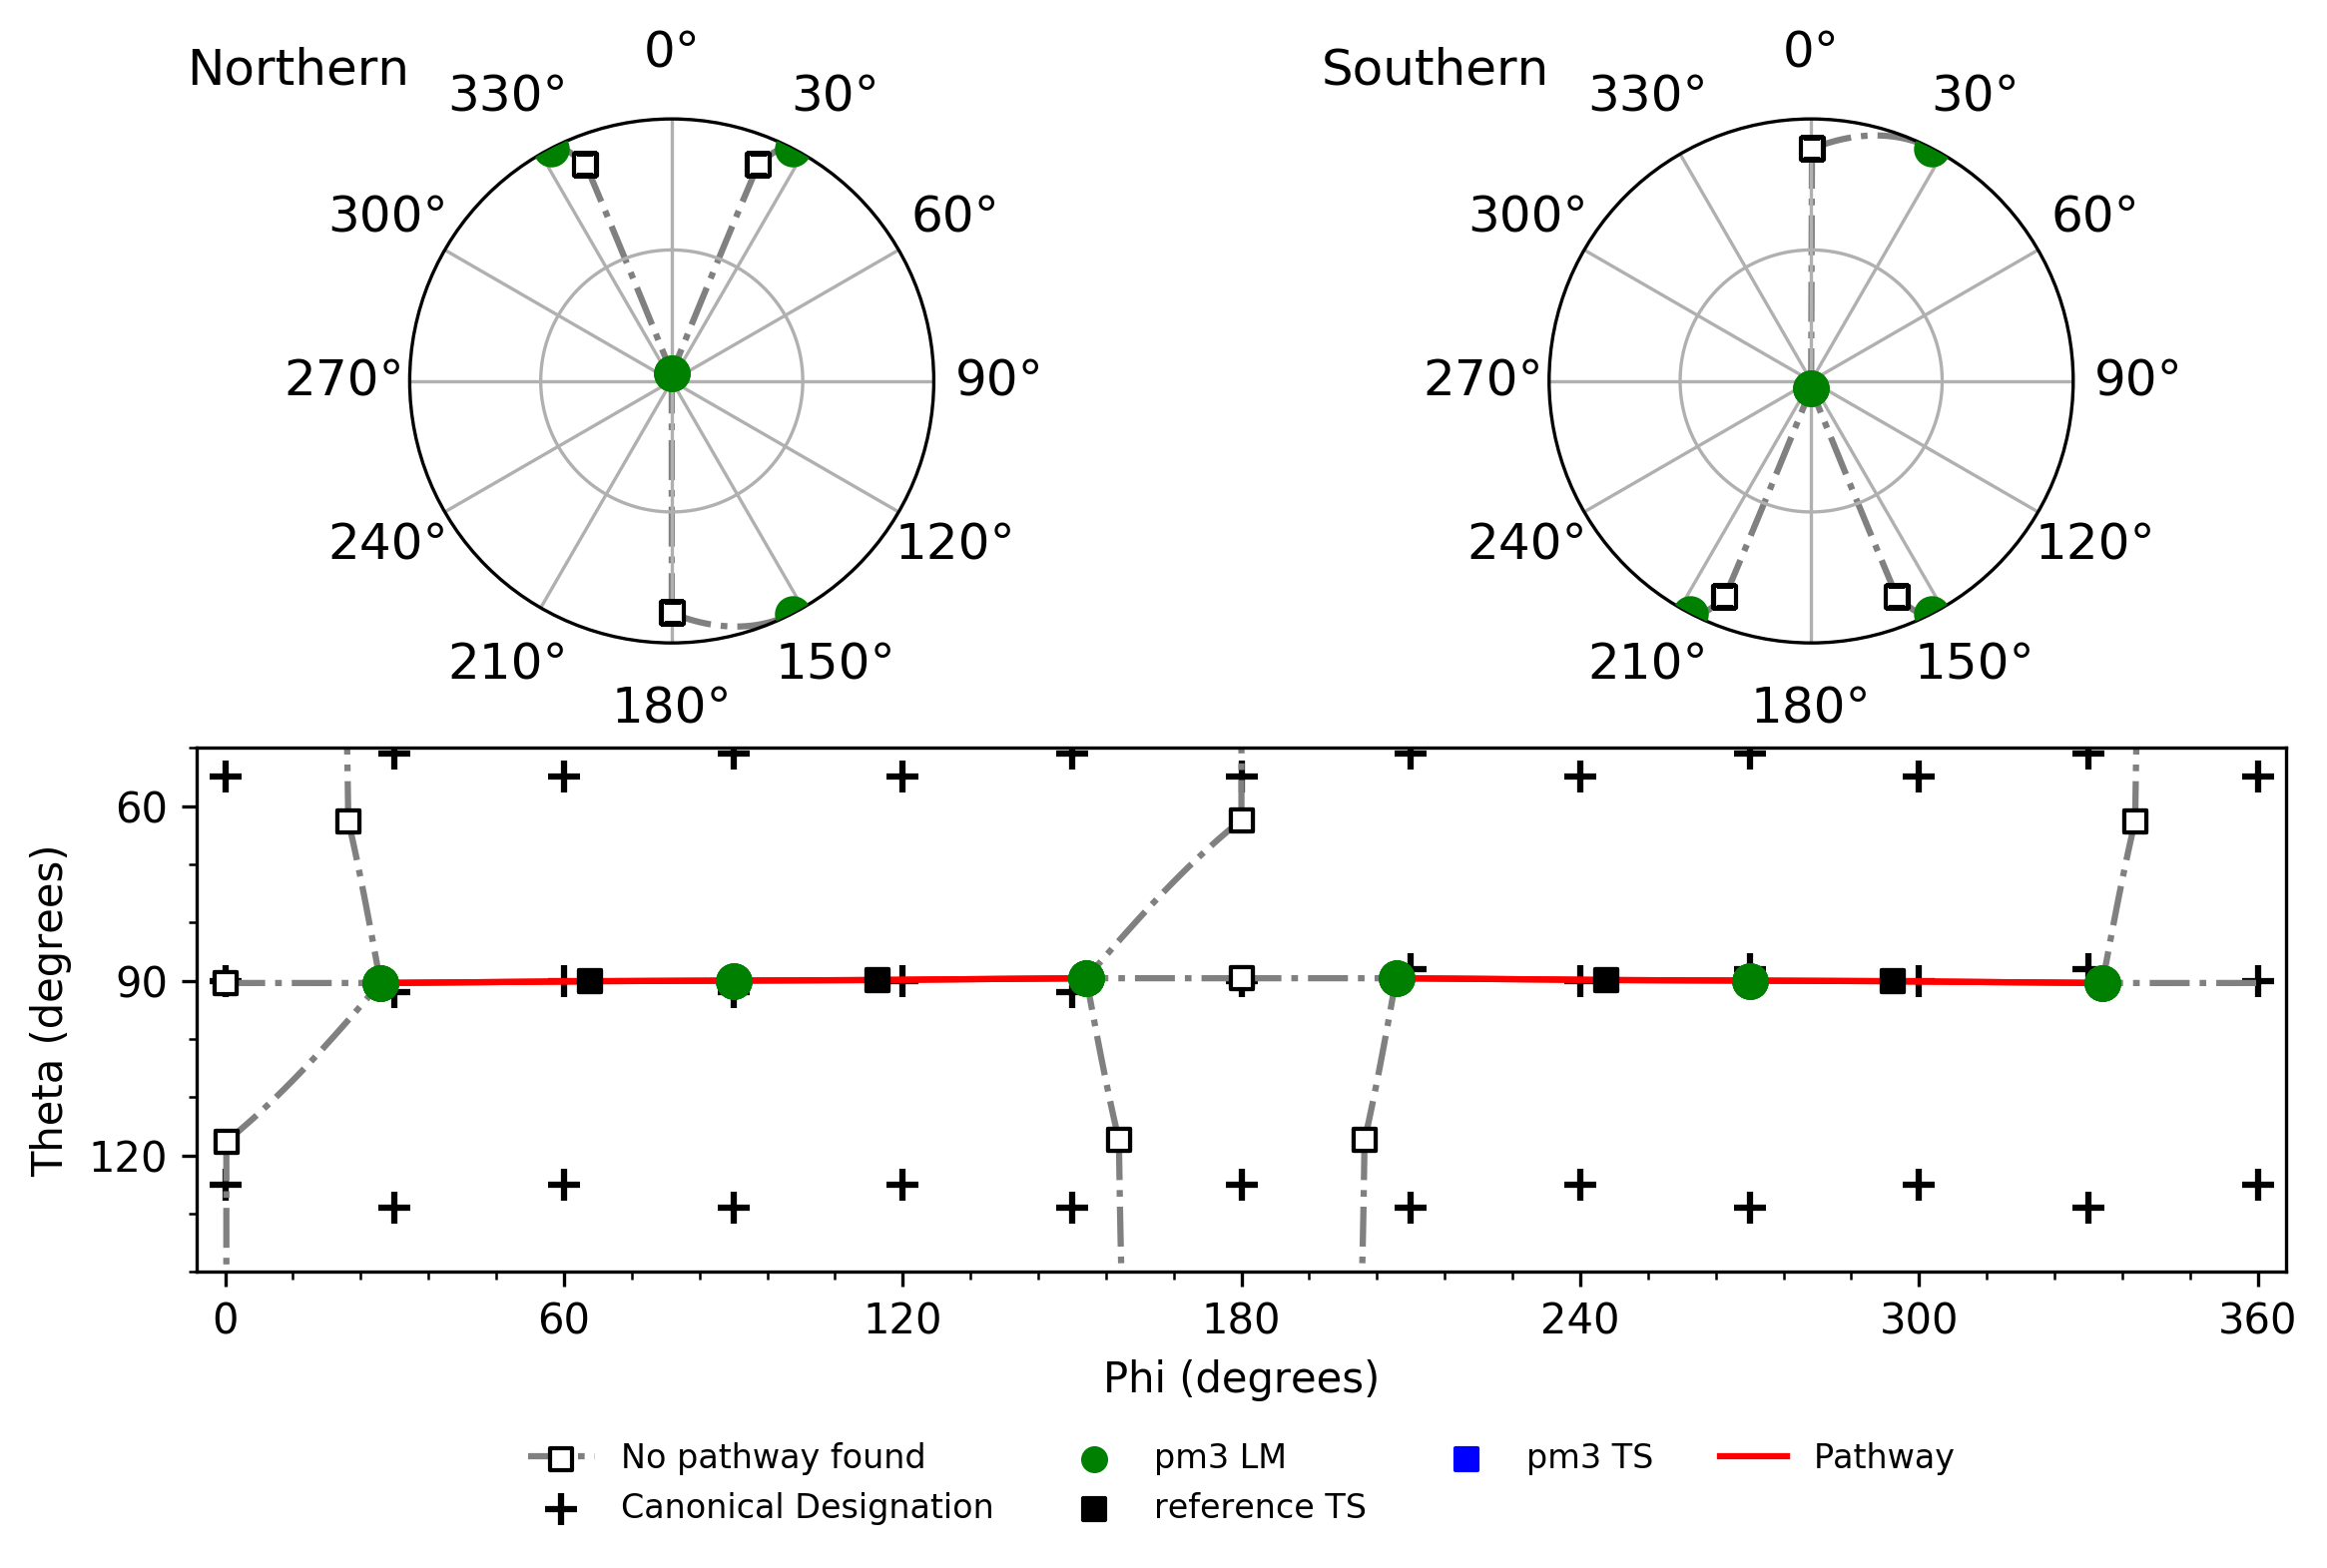 Northern
0°
330°
30°
300°
60°
270°
90°
240°
120°
210°
150°
180°
Southern
0°
330°
30°
300°
60°
270°
90°
240°
120°
210°
150°
180°
Theta (degrees)
60
90
120
0 60 120 180 240 300 360
Phi (degrees)
No pathway found
pm3 LM
pm3 TS
Pathway
Canonical Designation
reference TS